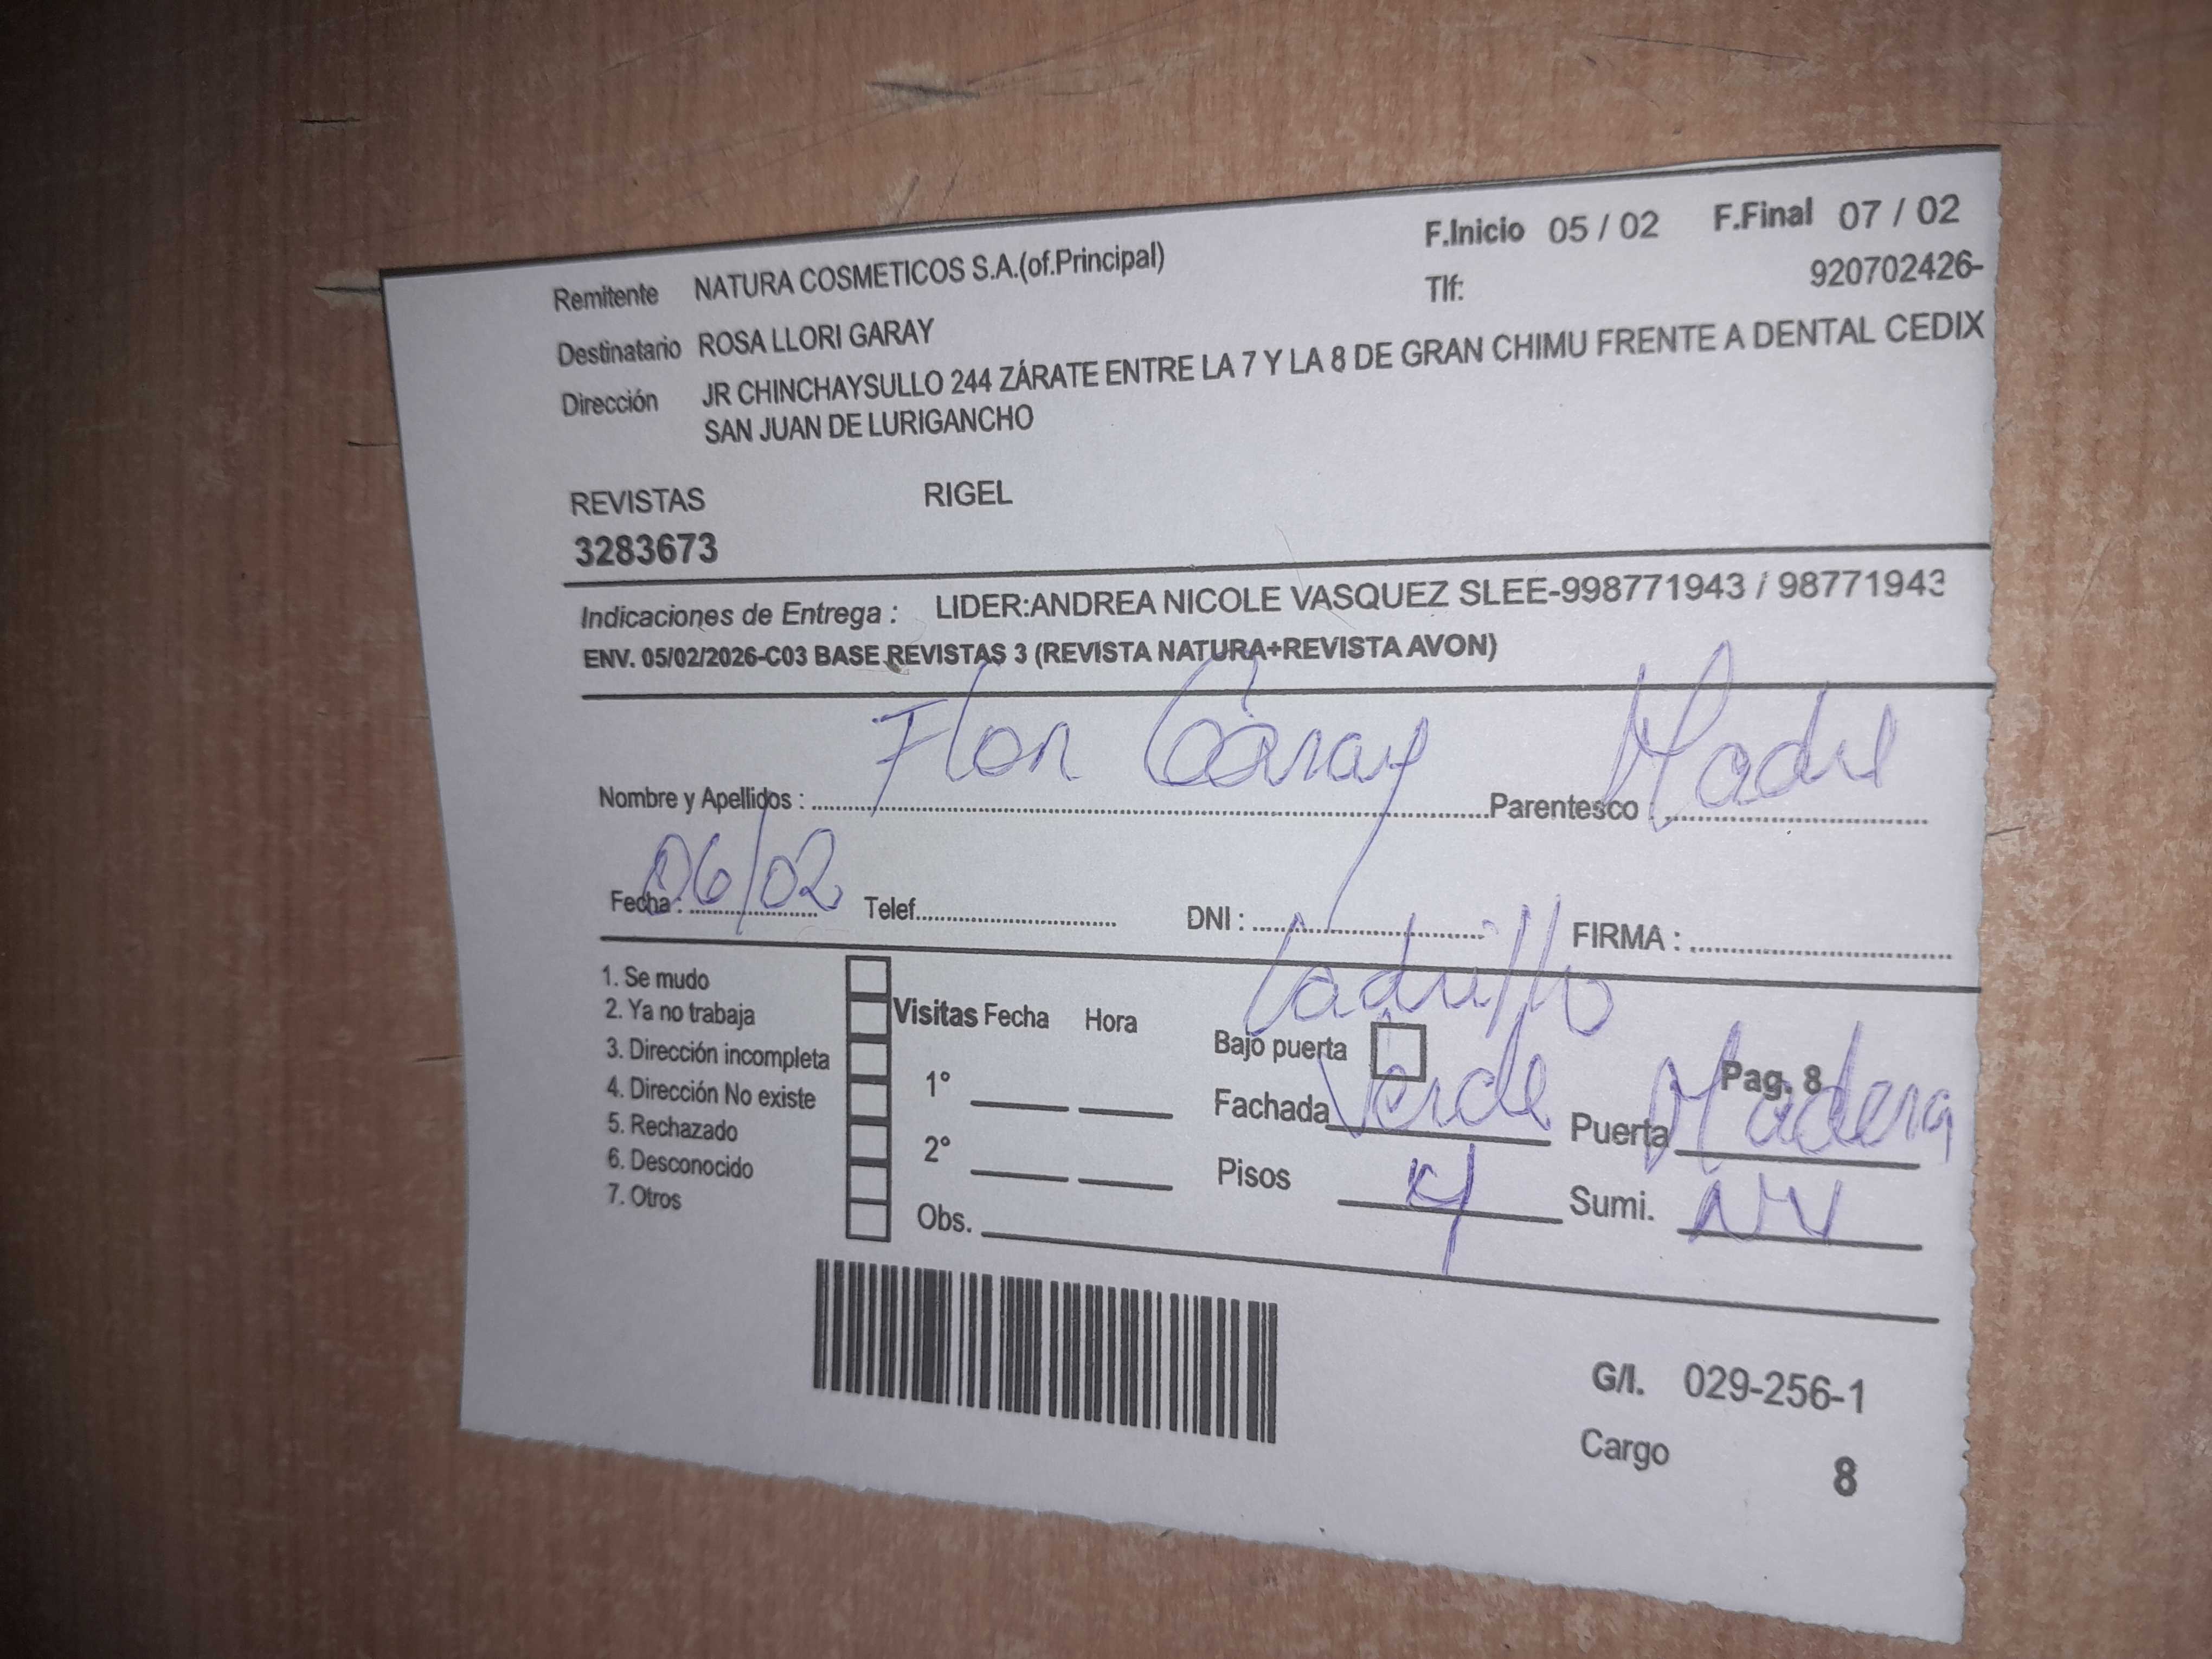 F.Inicio 05 / 02 F.Final 07 / 02
Remitente NATURA COSMETICOS S.A.(of.Principal) Tlf: 920702426-
Destinatario ROSA LLORI GARAY
Dirección JR CHINCHAYSULLO 244 ZÁRATE ENTRE LA 7 Y LA 8 DE GRAN CHIMU FRENTE A DENTAL CEDIX
SAN JUAN DE LURIGANCHO
REVISTAS RIGEL
3283673
Indicaciones de Entrega : LIDER:ANDREA NICOLE VASQUEZ SLEE-998771943 / 98771943
ENV. 05/02/2026-C03 BASE REVISTAS 3 (REVISTA NATURA+REVISTA AVON)
Nombre y Apellidos : Flor Garay Parentesco : Madre
Fecha : 06/02 Telef. DNI : FIRMA :
1. Se mudo
2. Ya no trabaja
3. Dirección incompleta
4. Dirección No existe
5. Rechazado
6. Desconocido
7. Otros
Visitas Fecha Hora
1°
2°
Obs.
Ladrillo
Bajo puerta Pag. 8
Fachada Verde Puerta Madera
Pisos 4 Sumi. NV
G/I. 029-256-1
Cargo 8